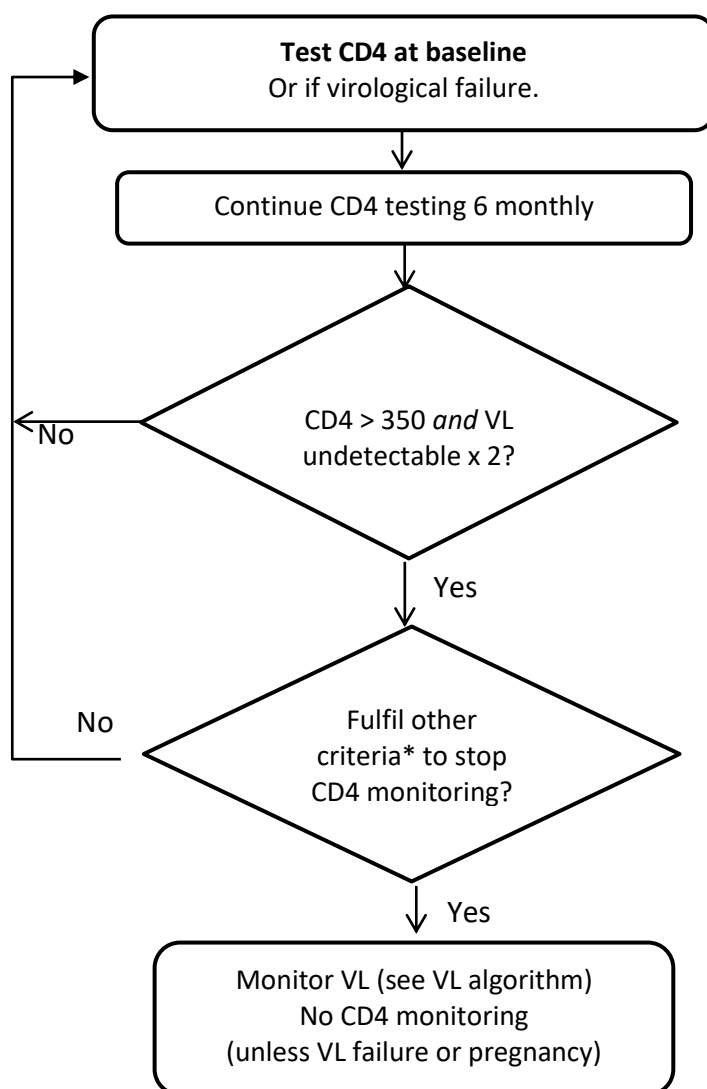 Test CD4 at baseline
Or if virological failure.
Continue CD4 testing 6 monthly
CD4 > 350 and VL
undetectable x 2?
No
Yes
Fulfil other
criteria* to stop
CD4 monitoring?
No
Yes
Monitor VL (see VL algorithm)
No CD4 monitoring
(unless VL failure or pregnancy)